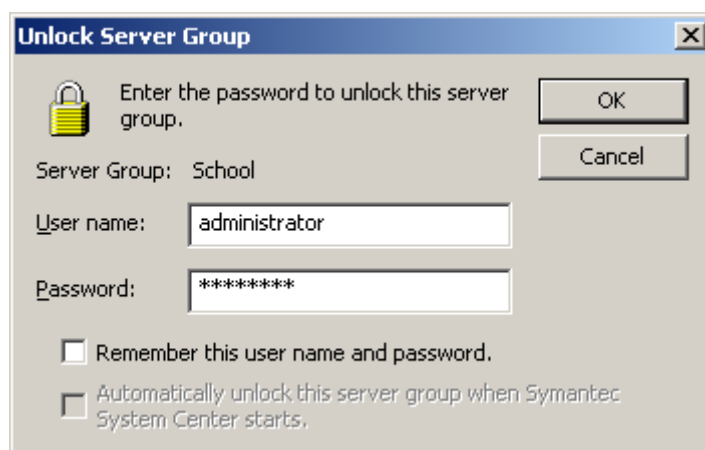 Unlock Server Group
Enter the password to unlock this server
group.
OK
Cancel
Server Group: School
User name: administrator
Password: ********
Remember this user name and password.
Automatically unlock this server group when Symantec
System Center starts.